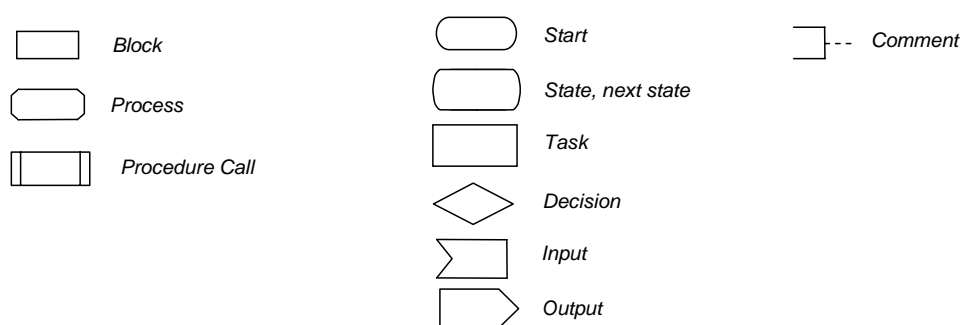 Block
Process
Procedure Call
Start
State, next state
Task
Decision
Input
Output
Comment